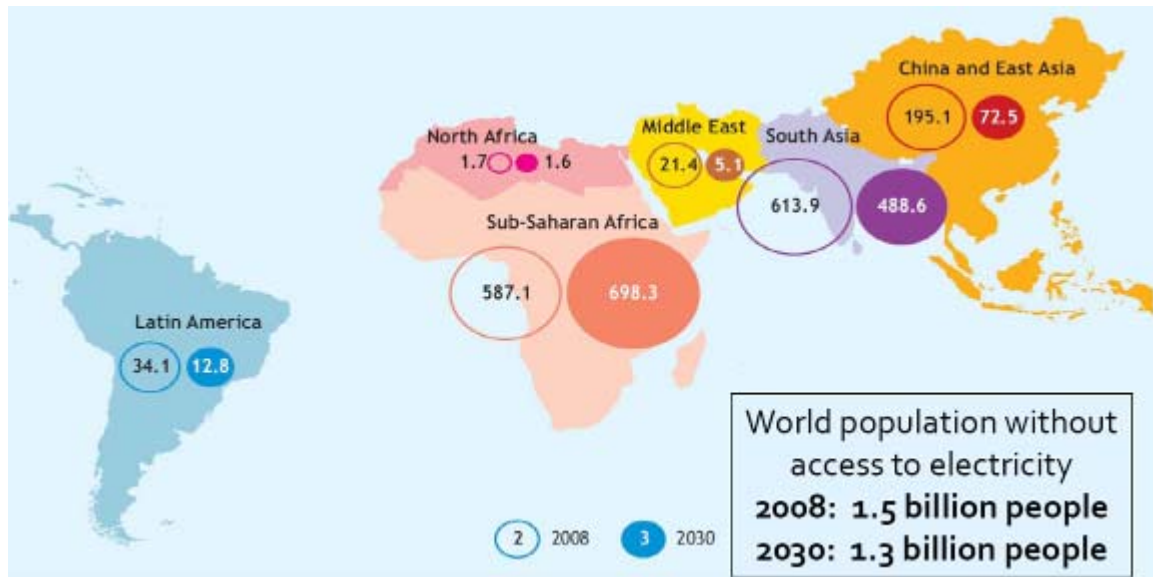 China and East Asia
195.1 72.5
North Africa
1.7 1.6
Middle East
21.4 5.1
South Asia
613.9 488.6
Sub-Saharan Africa
587.1 698.3
Latin America
34.1 12.8
World population without
access to electricity
2008: 1.5 billion people
2030: 1.3 billion people
2 2008 3 2030